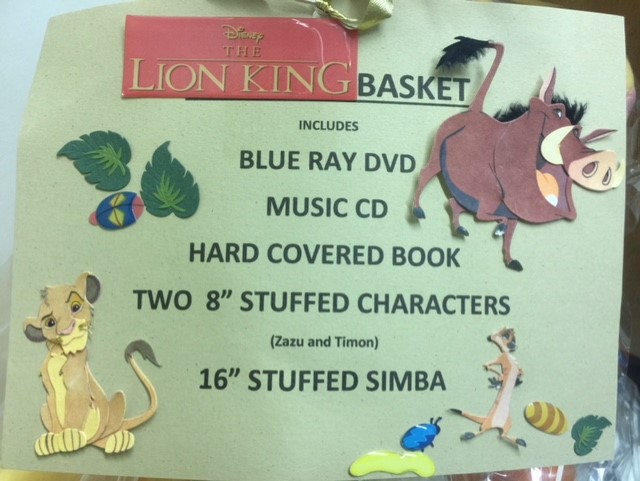 Disney
THE
LION KING BASKET
INCLUDES
BLUE RAY DVD
MUSIC CD
HARD COVERED BOOK
TWO 8” STUFFED CHARACTERS
(Zazu and Timon)
16” STUFFED SIMBA